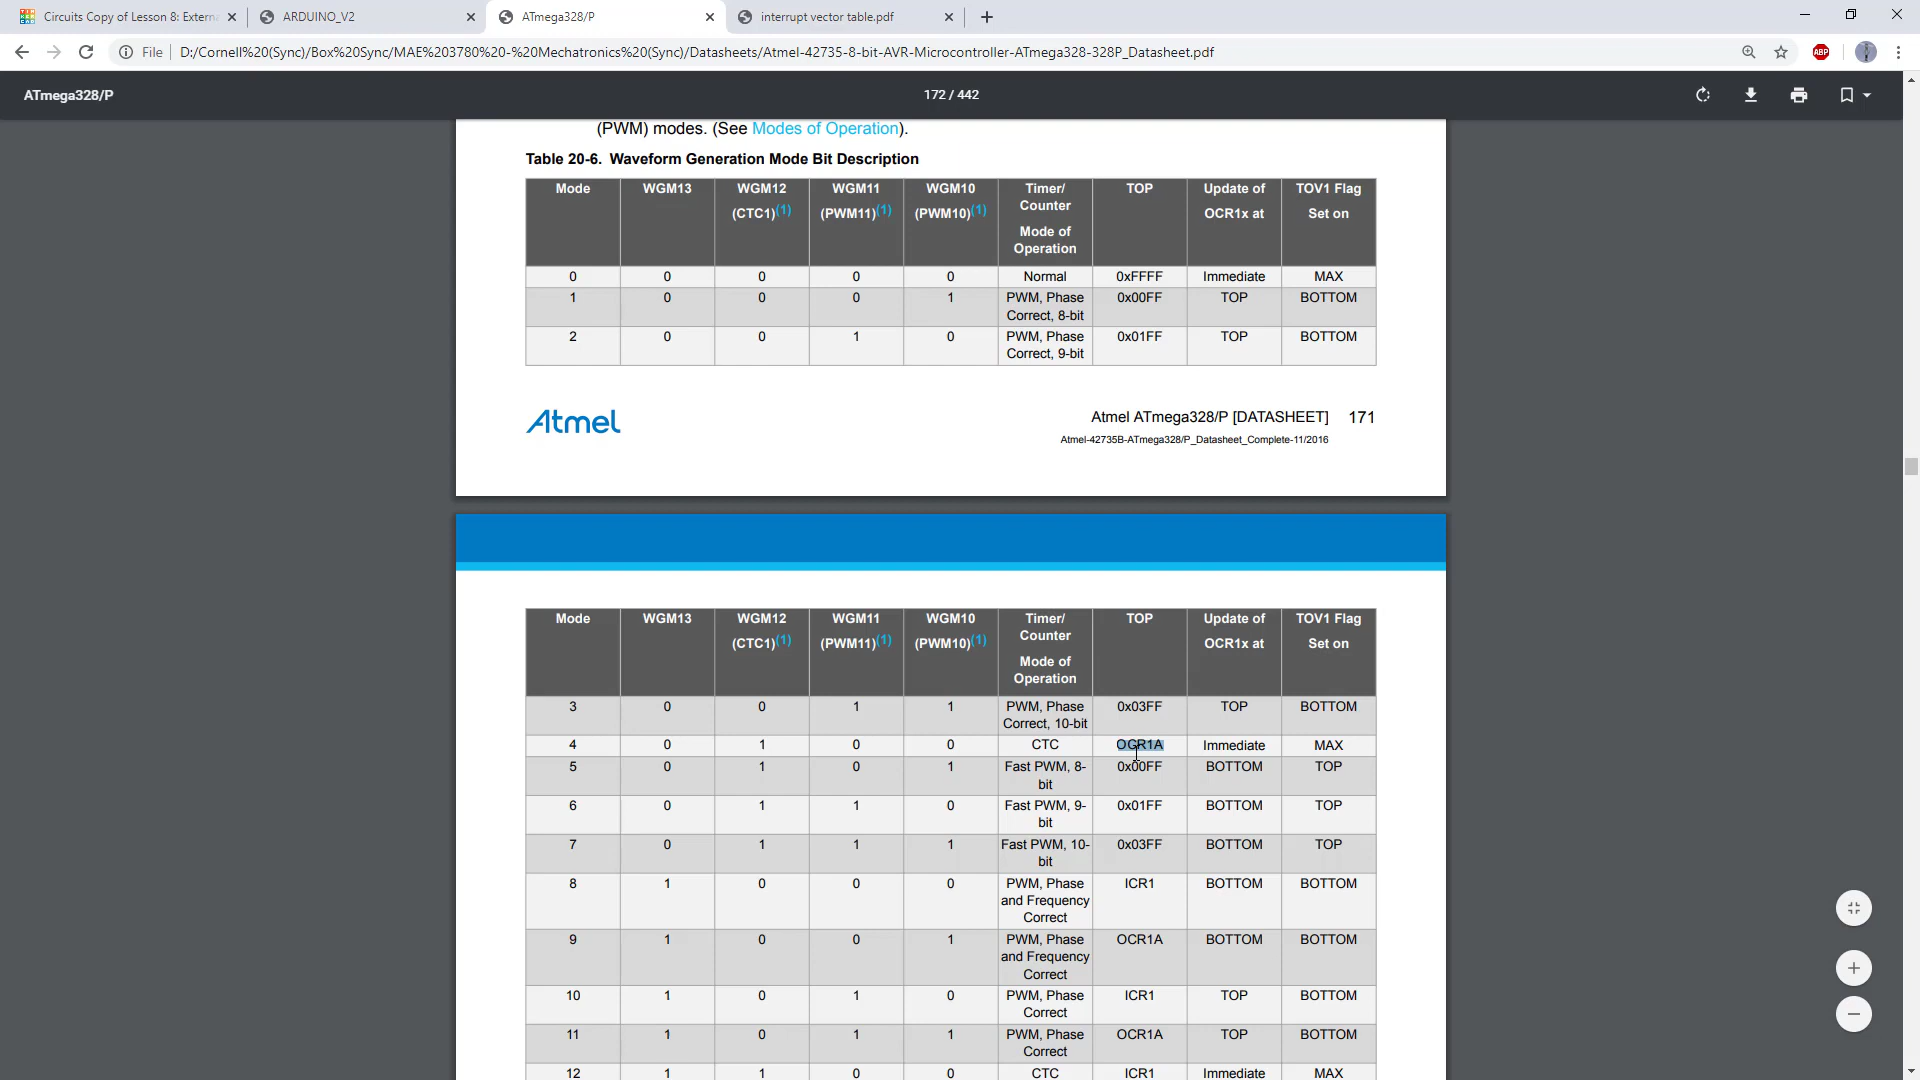 Circuits Copy of Lesson 8: Extern
ARDUINO_V2
ATmega328/P
interrupt vector table.pdf
File
D:/Cornell%20(Sync)/Box%20Sync/MAE%203780%20-%20Mechatronics%20(Sync)/Datasheets/Atmel-42735-8-bit-AVR-Microcontroller-ATmega328-328P_Datasheet.pdf
ABP
ATmega328/P
172 / 442
(PWM) modes. (See Modes of Operation).
Table 20-6. Waveform Generation Mode Bit Description
Mode WGM13 WGM12 WGM11 WGM10 Timer/ TOP Update of TOV1 Flag
(CTC1)(1) (PWM11)(1) (PWM10)(1) Counter OCR1x at Set on
Mode of
Operation
0 0 0 0 0 Normal 0xFFFF Immediate MAX
1 0 0 0 1 PWM, Phase 0x00FF TOP BOTTOM
Correct, 8-bit
2 0 0 1 0 PWM, Phase 0x01FF TOP BOTTOM
Correct, 9-bit
Atmel
Atmel ATmega328/P [DATASHEET] 171
Atmel-42735B-ATmega328/P_Datasheet_Complete-11/2016
Mode WGM13 WGM12 WGM11 WGM10 Timer/ TOP Update of TOV1 Flag
(CTC1)(1) (PWM11)(1) (PWM10)(1) Counter OCR1x at Set on
Mode of
Operation
3 0 0 1 1 PWM, Phase 0x03FF TOP BOTTOM
Correct, 10-bit
4 0 1 0 0 CTC OCR1A Immediate MAX
5 0 1 0 1 Fast PWM, 8- 0x00FF BOTTOM TOP
bit
6 0 1 1 0 Fast PWM, 9- 0x01FF BOTTOM TOP
bit
7 0 1 1 1 Fast PWM, 10- 0x03FF BOTTOM TOP
bit
8 1 0 0 0 PWM, Phase ICR1 BOTTOM BOTTOM
and Frequency
Correct
9 1 0 0 1 PWM, Phase OCR1A BOTTOM BOTTOM
and Frequency
Correct
10 1 0 1 0 PWM, Phase ICR1 TOP BOTTOM
Correct
11 1 0 1 1 PWM, Phase OCR1A TOP BOTTOM
Correct
12 1 1 0 0 CTC ICR1 Immediate MAX